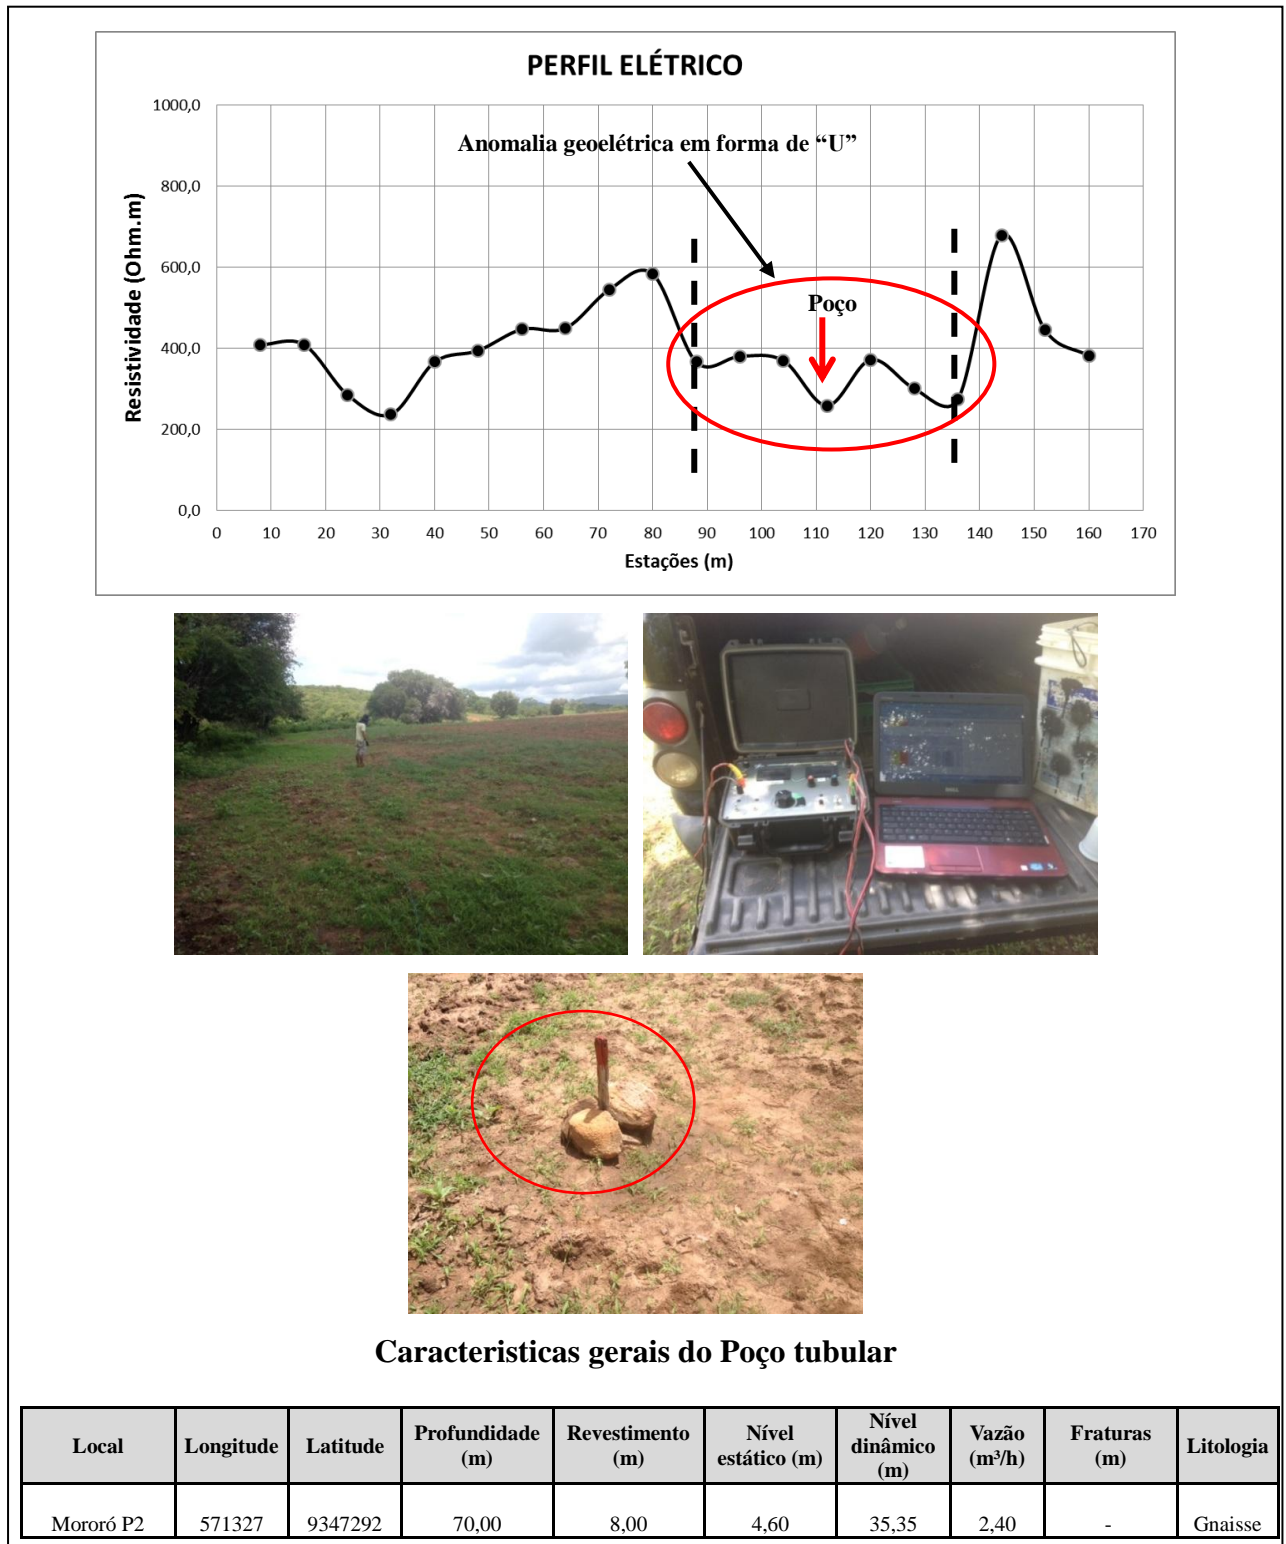 PERFIL ELÉTRICO
Anomalia geoelétrica em forma de “U”
Poço
Resistividade (Ohm.m)
1000,0
800,0
600,0
400,0
200,0
0,0
0 10 20 30 40 50 60 70 80 90 100 110 120 130 140 150 160 170
Estações (m)
DELL
Caracteristicas gerais do Poço tubular
Local Longitude Latitude Profundidade (m) Revestimento (m) Nível estático (m) Nível dinâmico (m) Vazão (m³/h) Fraturas (m) Litologia
Mororó P2 571327 9347292 70,00 8,00 4,60 35,35 2,40 - Gnaisse